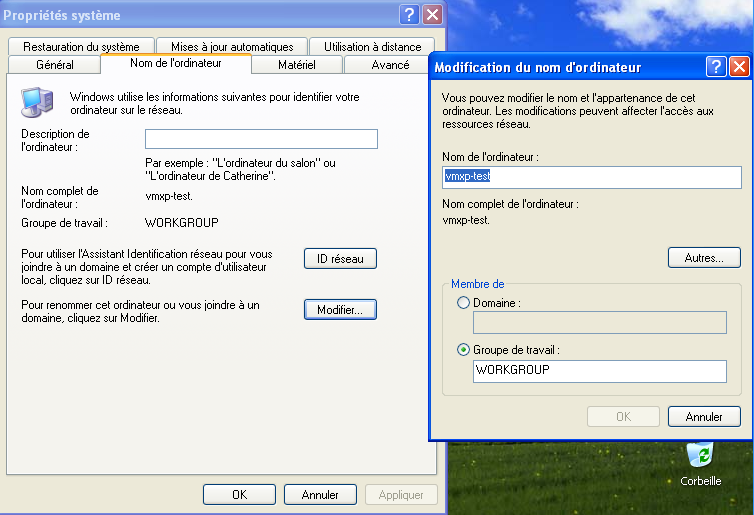 Propriétés système
Restauration du système
Mises à jour automatiques
Utilisation à distance
Général
Nom de l'ordinateur
Matériel
Avancé
Windows utilise les informations suivantes pour identifier votre
ordinateur sur le réseau.
Description de
l'ordinateur :
Par exemple : "L'ordinateur du salon" ou
"L'ordinateur de Catherine".
Nom complet de
l'ordinateur :
vmxp-test.
Groupe de travail :
WORKGROUP
Pour utiliser l'Assistant Identification réseau pour vous
joindre à un domaine et créer un compte d'utilisateur
local, cliquez sur ID réseau.
ID réseau
Pour renommer cet ordinateur ou vous joindre à un
domaine, cliquez sur Modifier.
Modifier...
OK
Annuler
Appliquer
Modification du nom d'ordinateur
Vous pouvez modifier le nom et l'appartenance de cet
ordinateur. Les modifications peuvent affecter l'accès aux
ressources réseau.
Nom de l'ordinateur :
vmxp-test
Nom complet de l'ordinateur :
vmxp-test.
Autres...
Membre de
Domaine :
Groupe de travail :
WORKGROUP
OK
Annuler
Corbeille